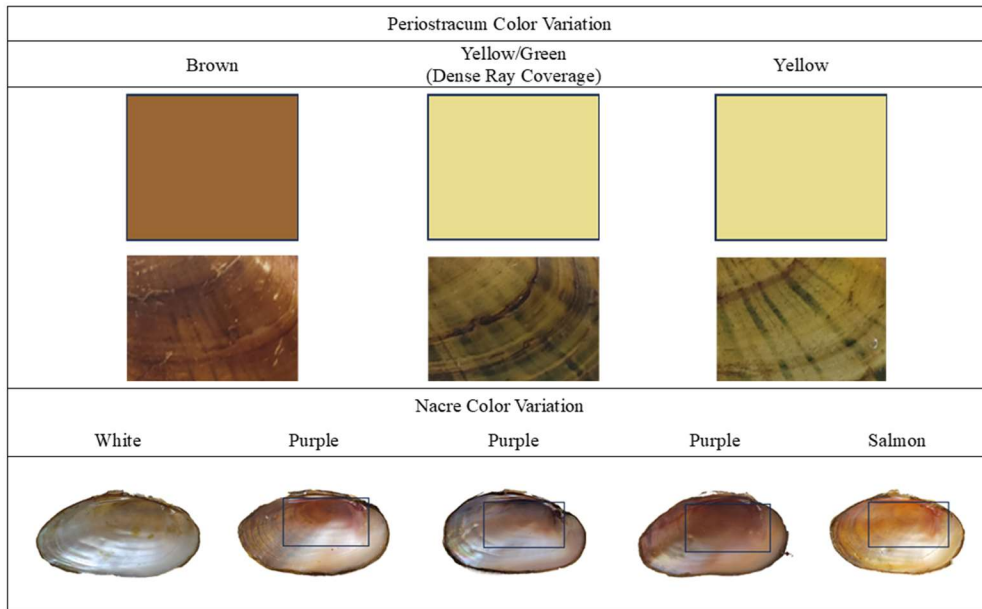 Periostracum Color Variation
Brown
Yellow/Green
(Dense Ray Coverage)
Yellow
Nacre Color Variation
White
Purple
Purple
Purple
Salmon